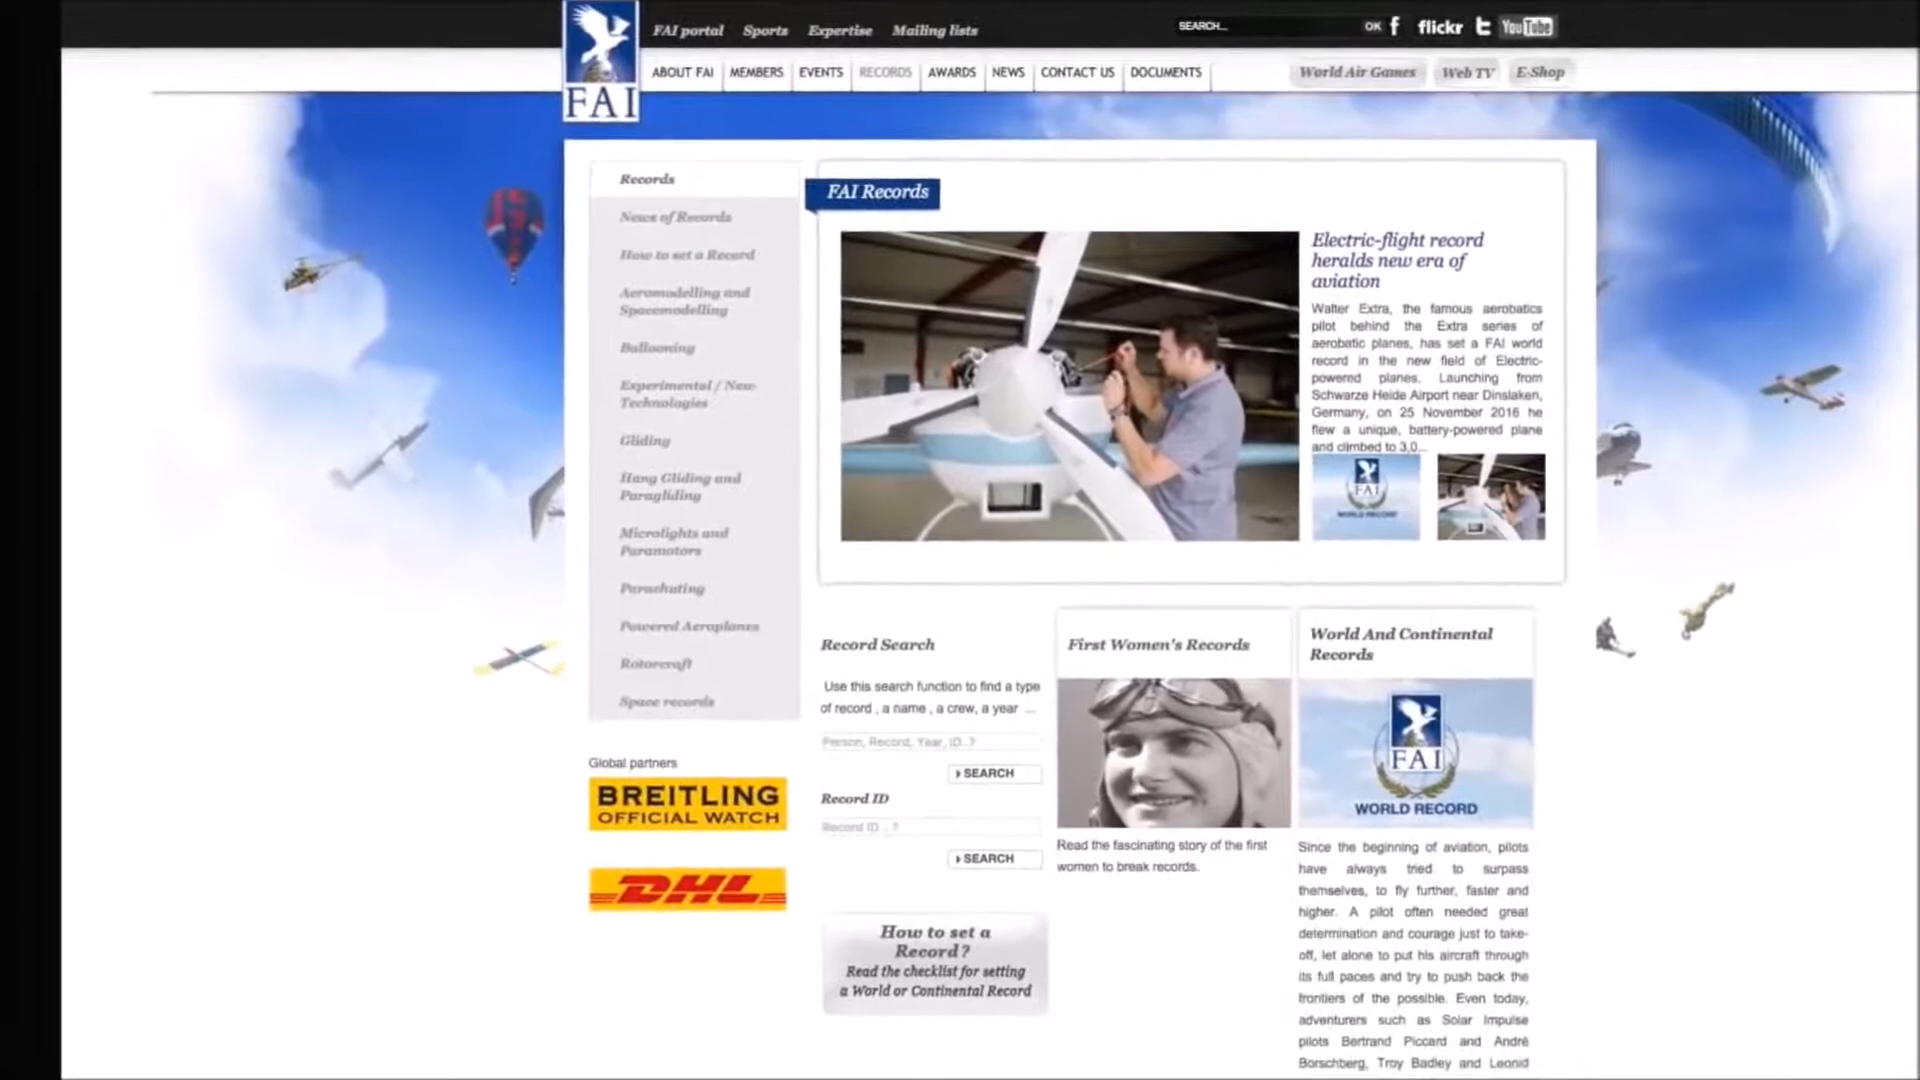 FAI portal Sports Expertise Mailing lists
SEARCH... OK f flickr t YouTube
ABOUT FAI MEMBERS EVENTS RECORDS AWARDS NEWS CONTACT US DOCUMENTS
World Air Games Web TV E-Shop
FAI
Records
News of Records
How to set a Record
Aeromodelling and
Spacemodelling
Ballooning
Experimental / New
Technologies
Gliding
Hang Gliding and
Paragliding
Microlights and
Paramotors
Parachuting
Powered Aeroplanes
Rotorcraft
Space records
Global partners
BREITLING
OFFICIAL WATCH
DHL
FAI Records
Electric-flight record
heralds new era of
aviation
Walter Extra, the famous aerobatics
pilot behind the Extra series of
aerobatic planes, has set a FAI world
record in the new field of Electric-
powered planes. Launching from
Schwarze Heide Airport near Dinslaken,
Germany, on 25 November 2016 he
flew a unique, battery-powered plane
and climbed to 3,0...
FAI
WORLD RECORD
Record Search
Use this search function to find a type
of record , a name , a crew, a year ...
Person, Record, Year, ID..?
SEARCH
Record ID
Record ID .. ?
SEARCH
How to set a
Record?
Read the checklist for setting
a World or Continental Record
First Women's Records
Read the fascinating story of the first
women to break records.
World And Continental
Records
FAI
WORLD RECORD
Since the beginning of aviation, pilots
have always tried to surpass
themselves, to fly further, faster and
higher. A pilot often needed great
determination and courage just to take-
off, let alone to put his aircraft through
its full paces and try to push back the
frontiers of the possible. Even today,
adventurers such as Solar Impulse
pilots Bertrand Piccard and André
Borschberg, Troy Badley and Leonid